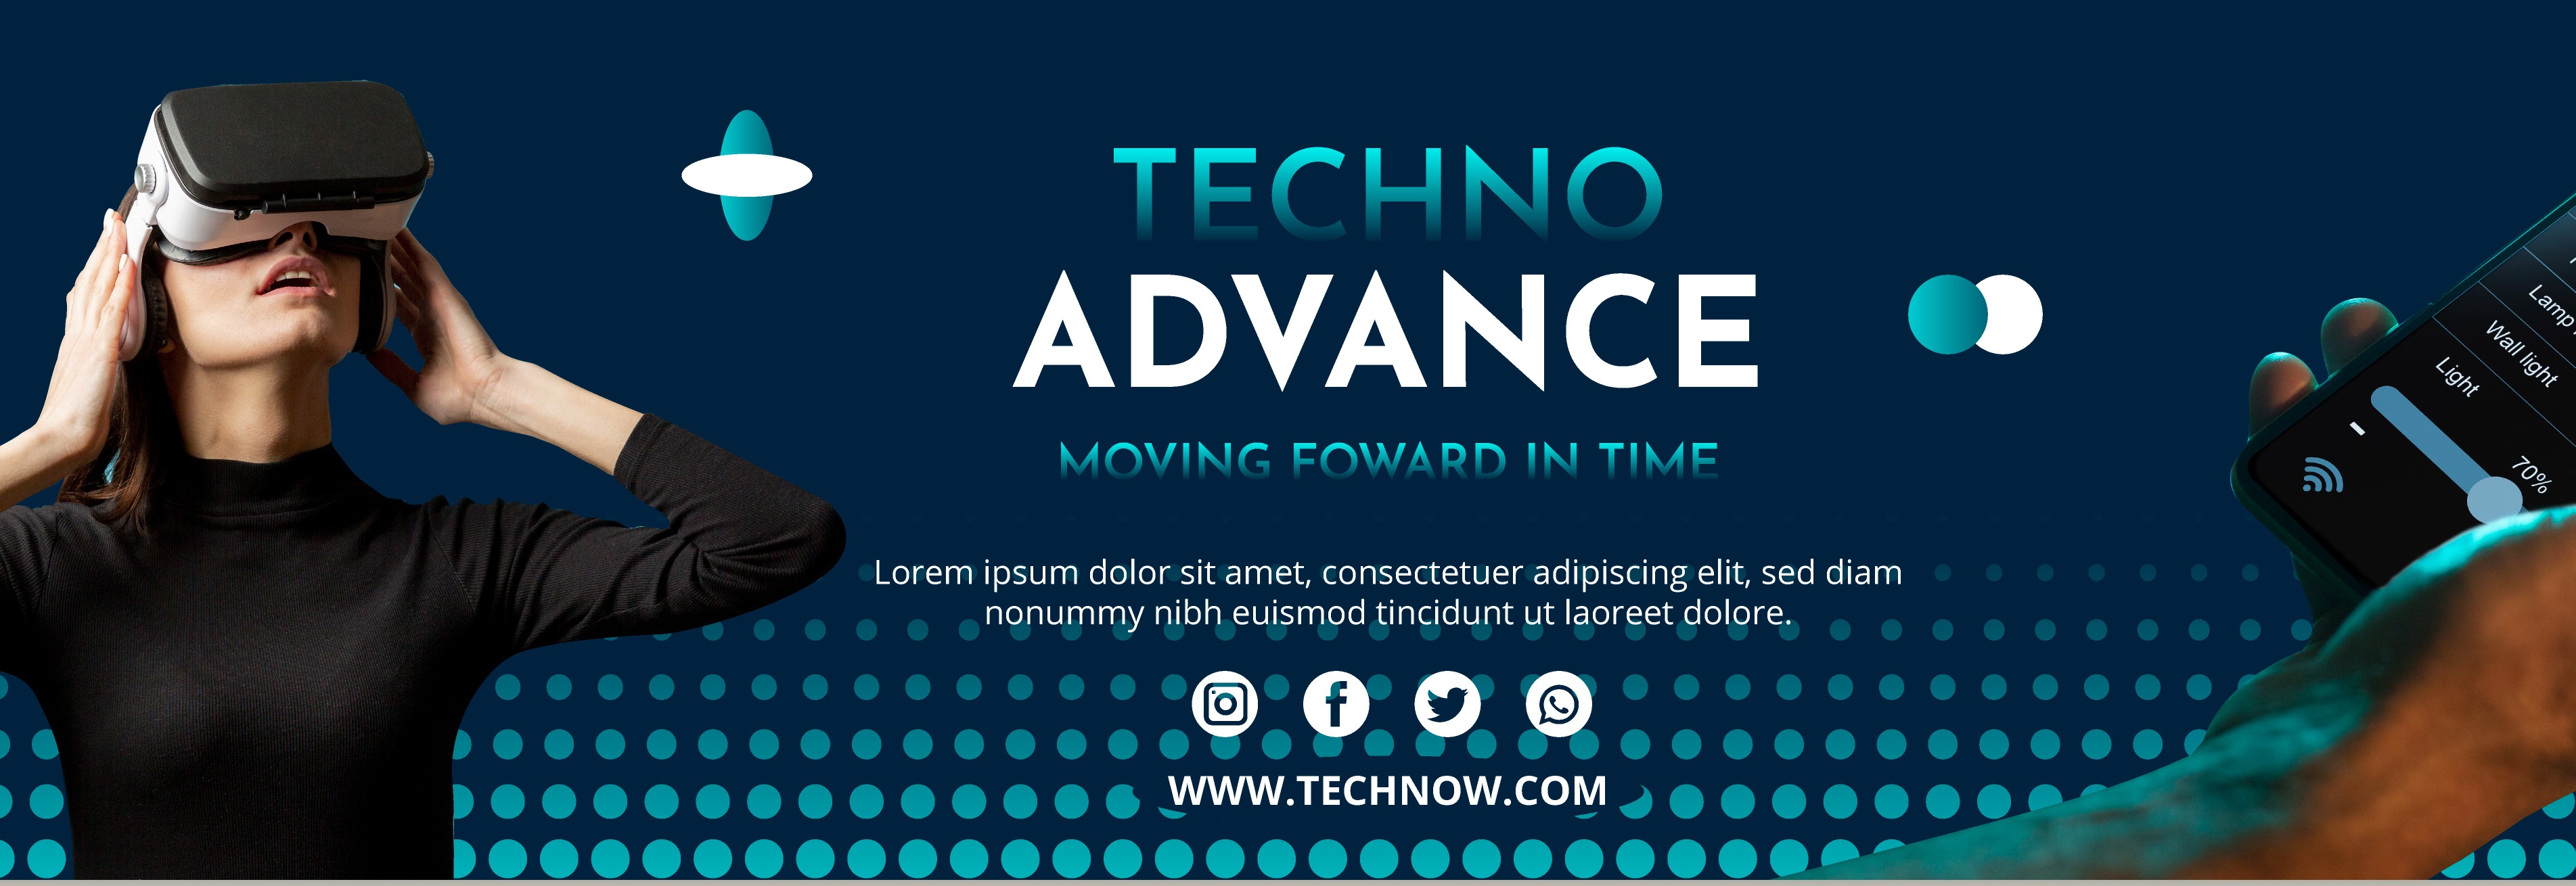 TECHNO
ADVANCE
MOVING FOWARD IN TIME
Lorem ipsum dolor sit amet, consectetuer adipiscing elit, sed diam
nonummy nibh euismod tincidunt ut laoreet dolore.
WWW.TECHNOW.COM
Lamp
Wall light
Light
70%